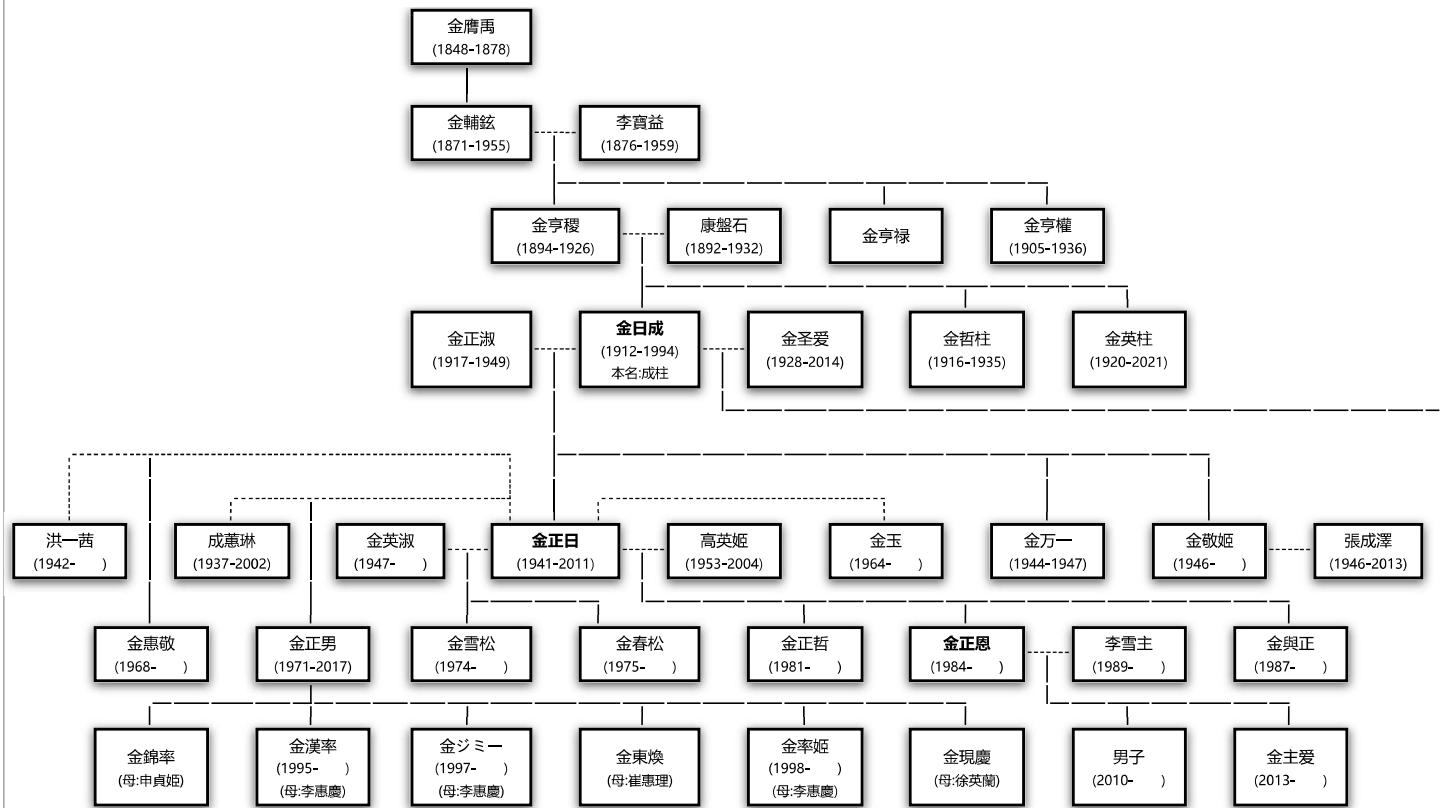 金膺禹
(1848-1878)
金輔鉉
(1871-1955)
李寶益
(1876-1959)
金亨稷
(1894-1926)
康盤石
(1892-1932)
金亨禄
金亨權
(1905-1936)
金正淑
(1917-1949)
金日成
(1912-1994)
本名:成柱
金圣爱
(1928-2014)
金哲柱
(1916-1935)
金英柱
(1920-2021)
洪一茜
(1942-　)
成蕙琳
(1937-2002)
金英淑
(1947-　)
金正日
(1941-2011)
高英姫
(1953-2004)
金玉
(1964-　)
金万一
(1944-1947)
金敬姫
(1946-　)
張成澤
(1946-2013)
金惠敬
(1968-　)
金正男
(1971-2017)
金雪松
(1974-　)
金春松
(1975-　)
金正哲
(1981-　)
金正恩
(1984-　)
李雪主
(1989-　)
金與正
(1987-　)
金錦率
(母:申貞姫)
金漢率
(1995-　)
(母:李惠慶)
金ジミー
(1997-　)
(母:李惠慶)
金東煥
(母:崔惠理)
金率姫
(1998-　)
(母:李惠慶)
金現慶
(母:徐英蘭)
男子
(2010-　)
金主爱
(2013-　)